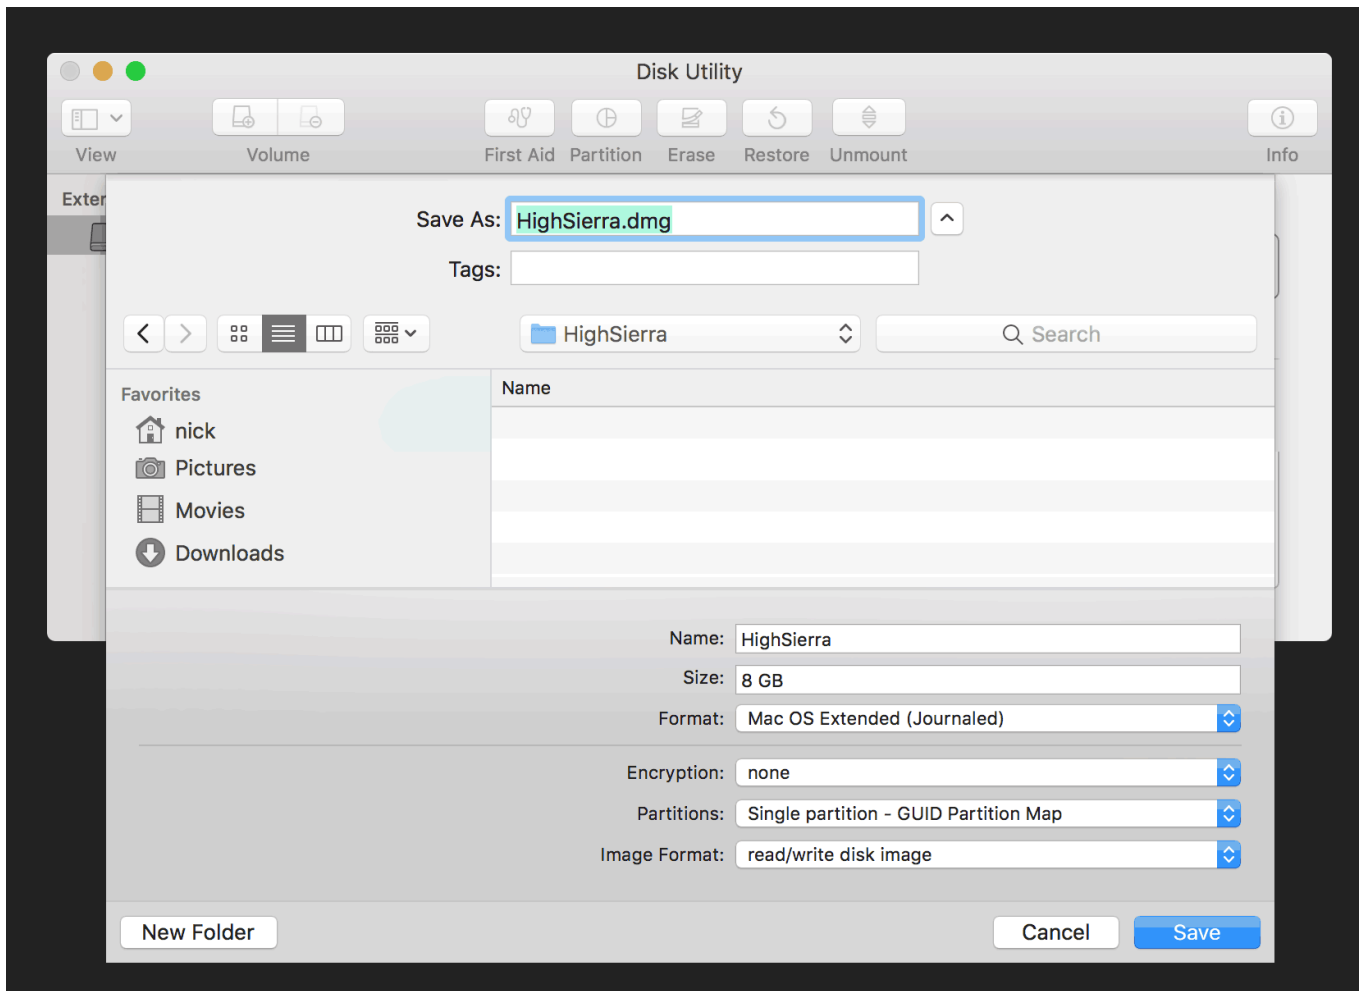 Disk Utility
View Volume First Aid Partition Erase Restore Unmount Info
Exter
Save As: HighSierra.dmg
Tags:
HighSierra Search
Favorites Name
nick
Pictures
Movies
Downloads
Name: HighSierra
Size: 8 GB
Format: Mac OS Extended (Journaled)
Encryption: none
Partitions: Single partition - GUID Partition Map
Image Format: read/write disk image
New Folder Cancel Save